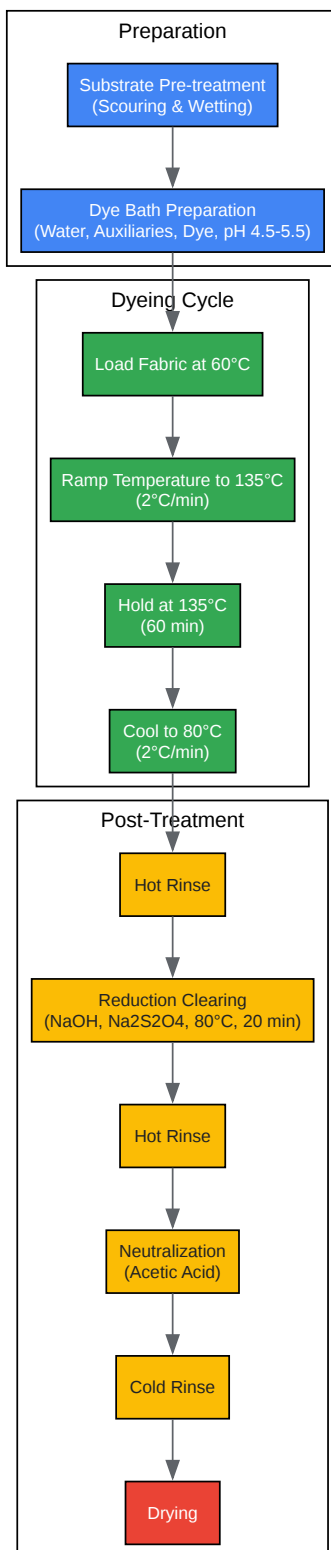 Preparation
Substrate Pre-treatment
(Scouring & Wetting)
Dye Bath Preparation
(Water, Auxiliaries, Dye, pH 4.5-5.5)
Dyeing Cycle
Load Fabric at 60°C
Ramp Temperature to 135°C
(2°C/min)
Hold at 135°C
(60 min)
Cool to 80°C
(2°C/min)
Post-Treatment
Hot Rinse
Reduction Clearing
(NaOH, Na2S2O4, 80°C, 20 min)
Hot Rinse
Neutralization
(Acetic Acid)
Cold Rinse
Drying